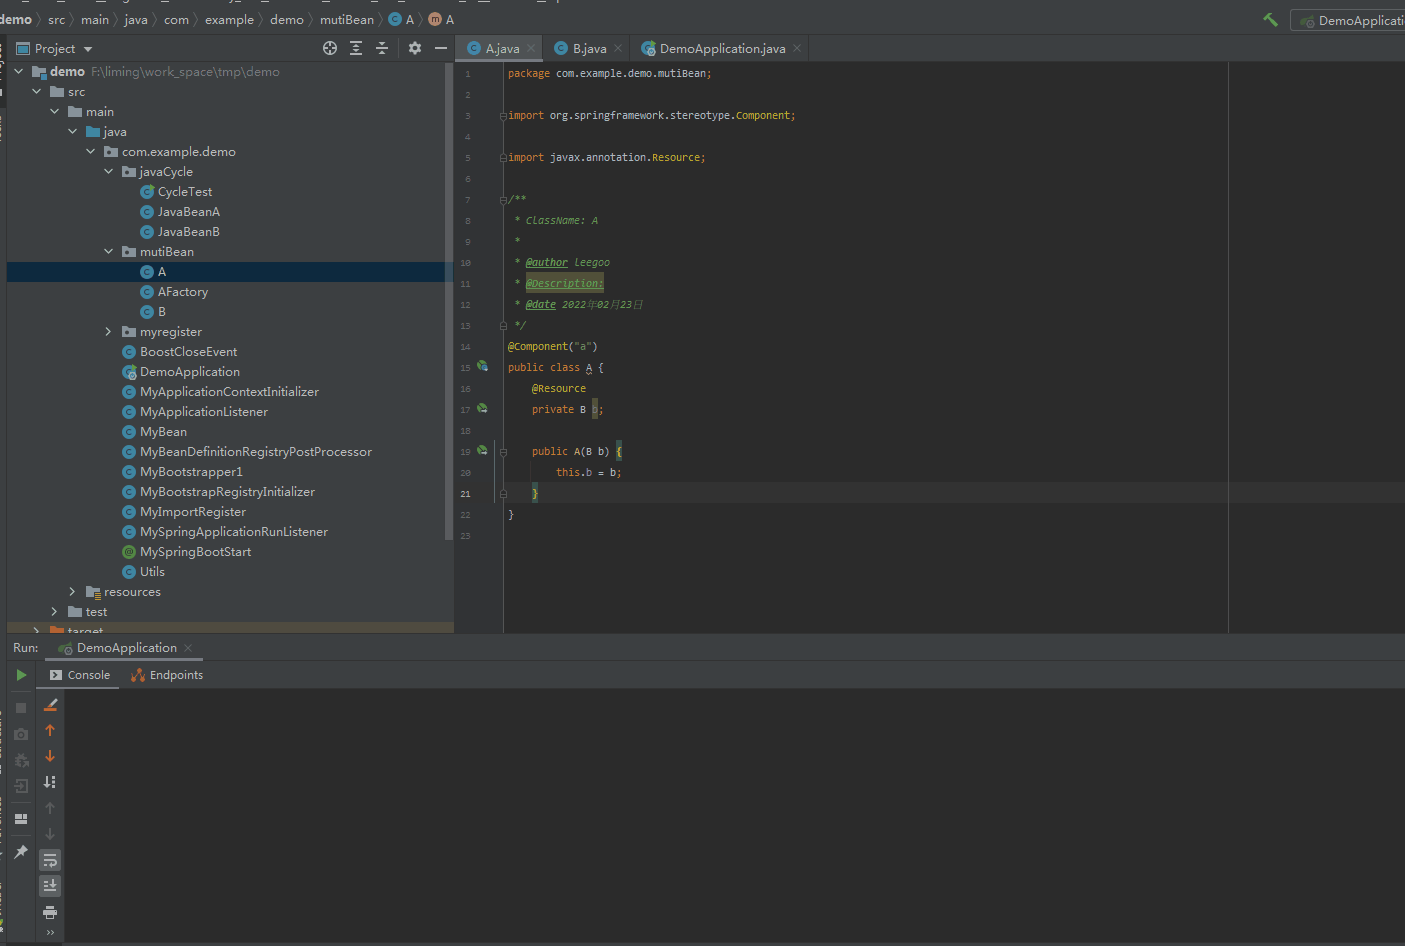 demo src main java com example demo mutiBean A A
DemoApplicati
Project
A.java B.java DemoApplication.java
demo F:\liming\work_space\tmp\demo
src
main
java
com.example.demo
javaCycle
CycleTest
JavaBeanA
JavaBeanB
mutiBean
A
AFactory
B
myregister
BoostCloseEvent
DemoApplication
MyApplicationContextInitializer
MyApplicationListener
MyBean
MyBeanDefinitionRegistryPostProcessor
MyBootstrapper1
MyBootstrapRegistryInitializer
MyImportRegister
MySpringApplicationRunListener
MySpringBootStart
Utils
resources
test
target
1 package com.example.demo.mutiBean;
2
3 import org.springframework.stereotype.Component;
4
5 import javax.annotation.Resource;
6
7 /**
8 * ClassName: A
9 *
10 * @author leegoo
11 * @Description:
12 * @date 2022年02月23日
13 */
14 @Component("a")
15 public class A {
16 @Resource
17 private B b;
18
19 public A(B b) {
20 this.b = b;
21 }
22 }
23
Run: DemoApplication
Console Endpoints